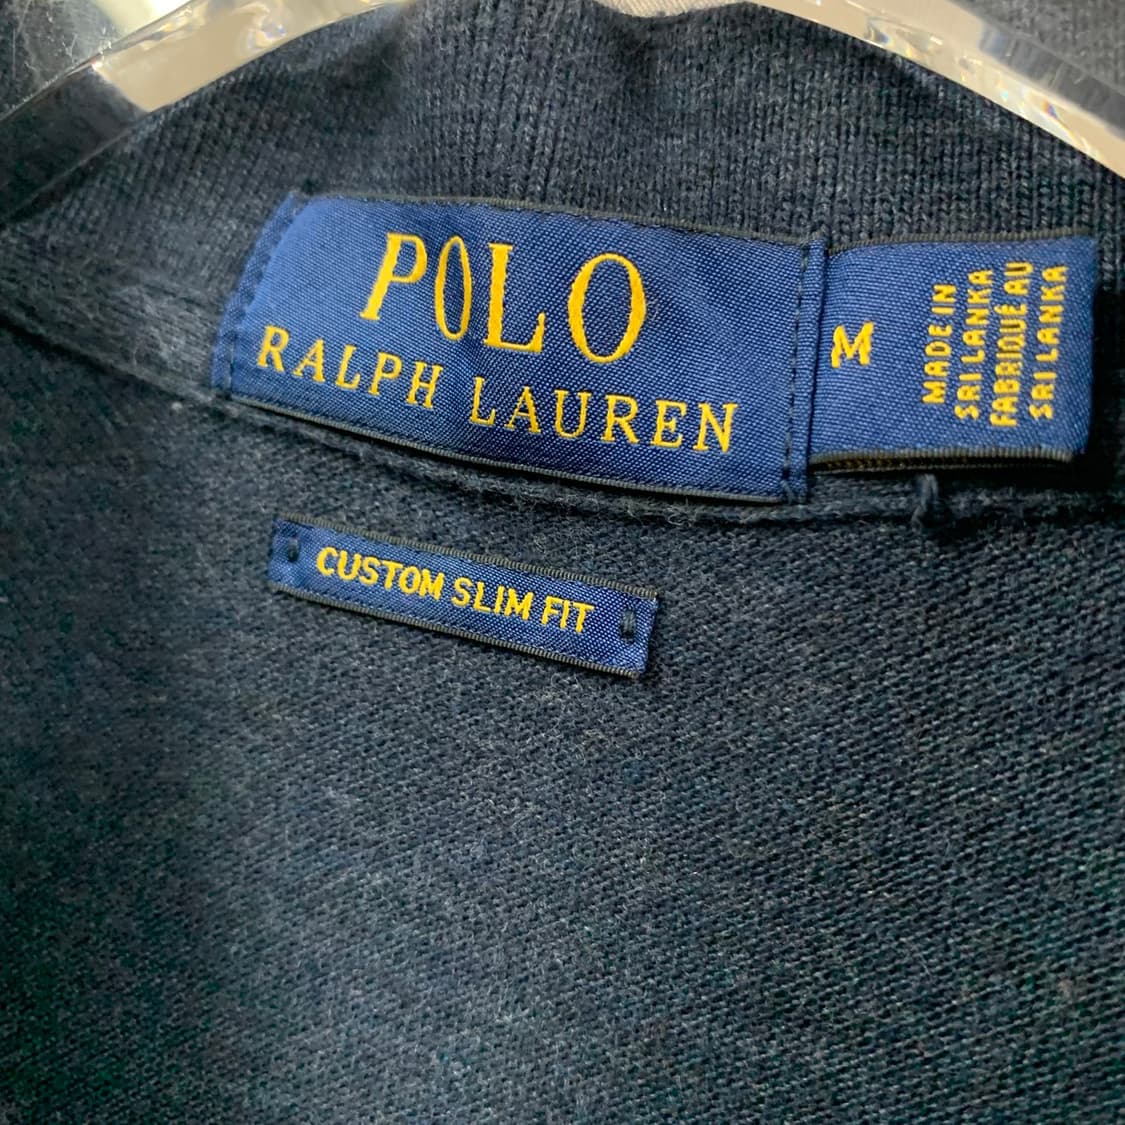 POLO
RALPH LAUREN
M
MADE IN
SRI LANKA
FABRIQUÉ AU
SRI LANKA
CUSTOM SLIM FIT